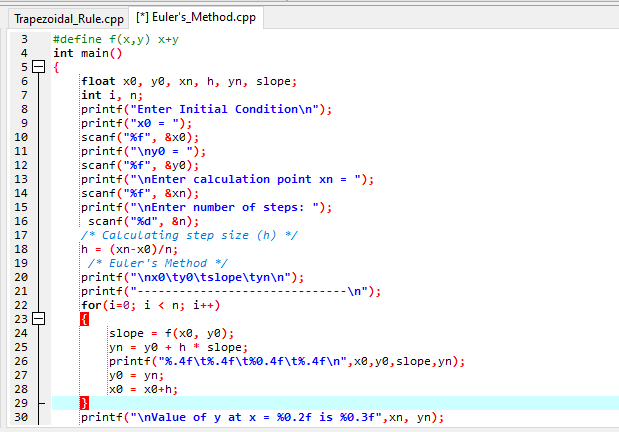 Trapezoidal_Rule.cpp [*] Euler's_Method.cpp
3 #define f(x,y) x+y
4 int main()
5 {
6 float x0, y0, xn, h, yn, slope;
7 int i, n;
8 printf("Enter Initial Condition\n");
9 printf("x0 = ");
10 scanf("%f", &x0);
11 printf("\ny0 = ");
12 scanf("%f", &y0);
13 printf("\nEnter calculation point xn = ");
14 scanf("%f", &xn);
15 printf("\nEnter number of steps: ");
16 scanf("%d", &n);
17 /* Calculating step size (h) */
18 h = (xn-x0)/n;
19 /* Euler's Method */
20 printf("\nx0\ty0\tslope\tyn\n");
21 printf("------------------------------\n");
22 for(i=0; i < n; i++)
23 {
24 slope = f(x0, y0);
25 yn = y0 + h * slope;
26 printf("%.4f\t%.4f\t%0.4f\t%.4f\n",x0,y0,slope,yn);
27 y0 = yn;
28 x0 = x0+h;
29 }
30 printf("\nValue of y at x = %0.2f is %0.3f",xn, yn);